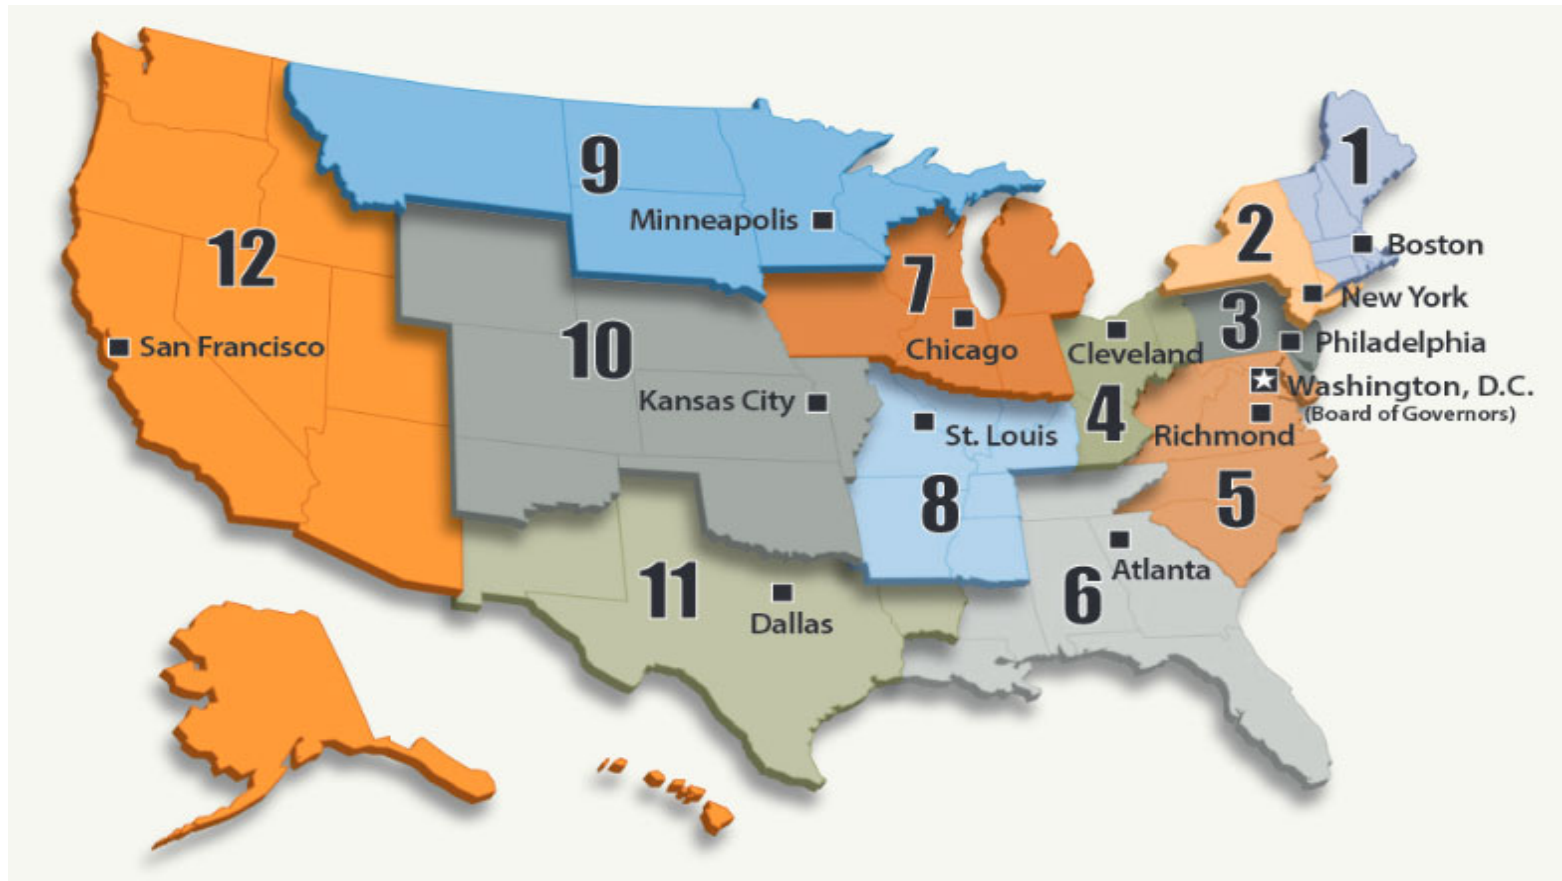 1
9
2
Minneapolis
12
Boston
7
New York
3
10
San Francisco
Chicago
Cleveland
Philadelphia
Washington, D.C.
(Board of Governors)
Kansas City
4
St. Louis
Richmond
8
5
11
6
Atlanta
Dallas